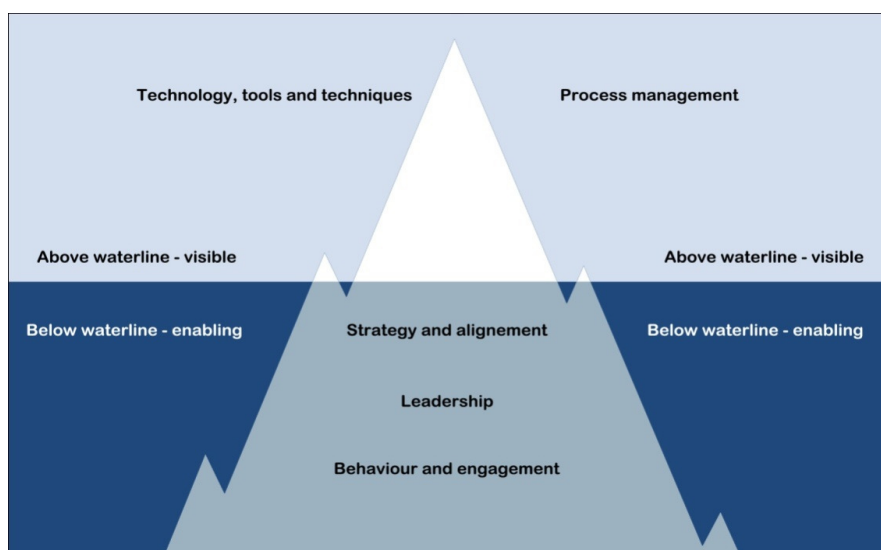 Technology, tools and techniques
Process management
Above waterline - visible
Above waterline - visible
Below waterline - enabling
Strategy and alignement
Below waterline - enabling
Leadership
Behaviour and engagement